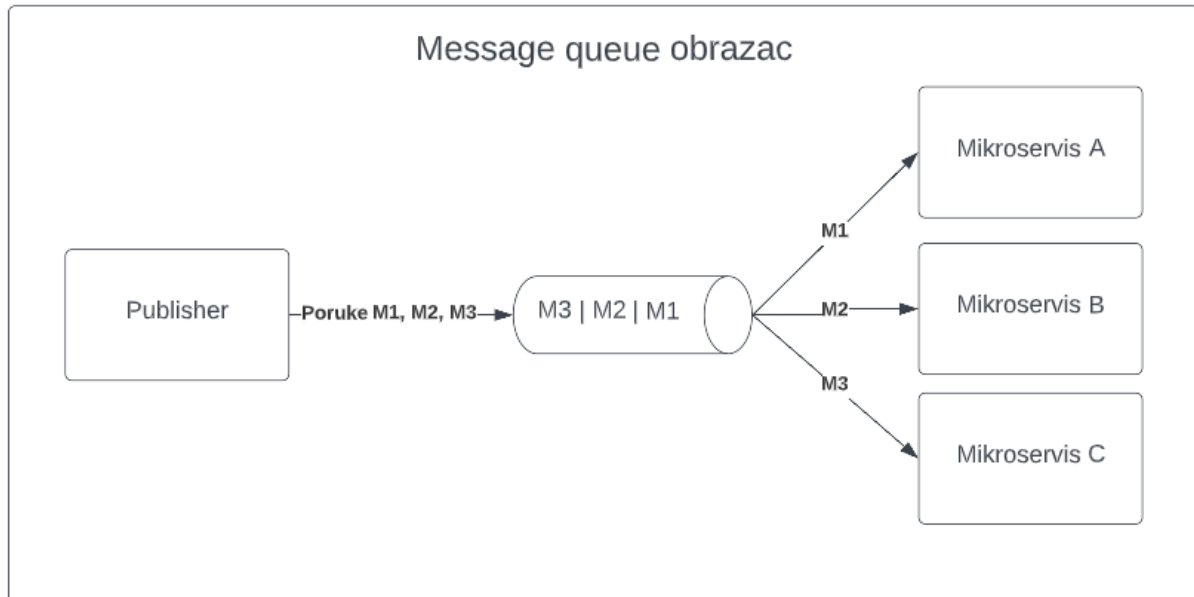 Message queue obrazac
Mikroservis A
M1
Publisher
Poruke M1, M2, M3
M3 | M2 | M1
M2
Mikroservis B
M3
Mikroservis C